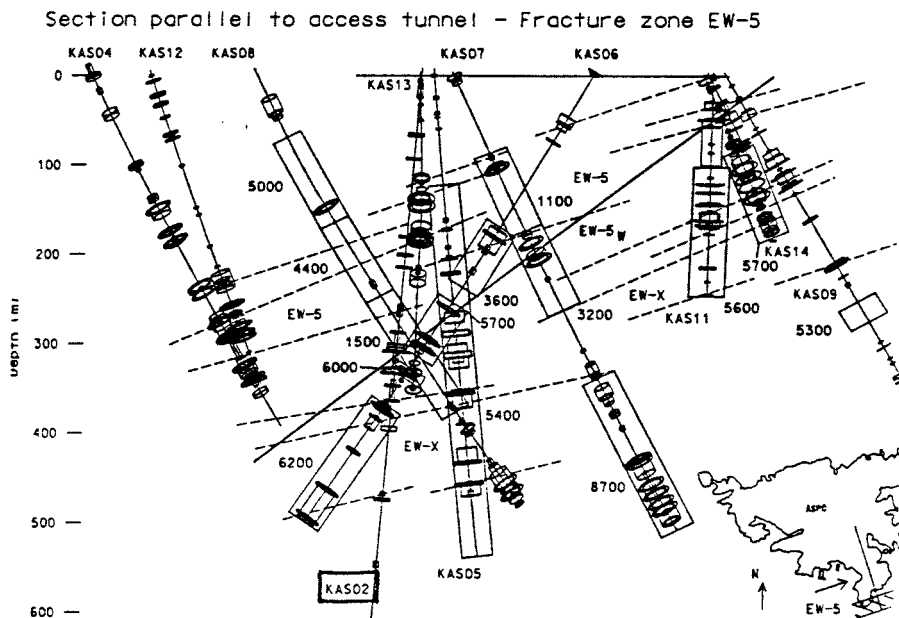 Section parallel to access tunnel - Fracture zone EW-5
KAS04 KAS12 KAS08 KAS07 KAS06
0
KAS13
100
5000
EW-5
1100
200
EW-5w
KAS14
4400
5700
3600
EW-X
5600
KAS09
5700
3200
KAS11
EW-5
5300
300
1500
6000
400
5400
EW-X
6200
8700
500
ASPO
KAS05
N
KAS02
EW-5
600
Depth (m)